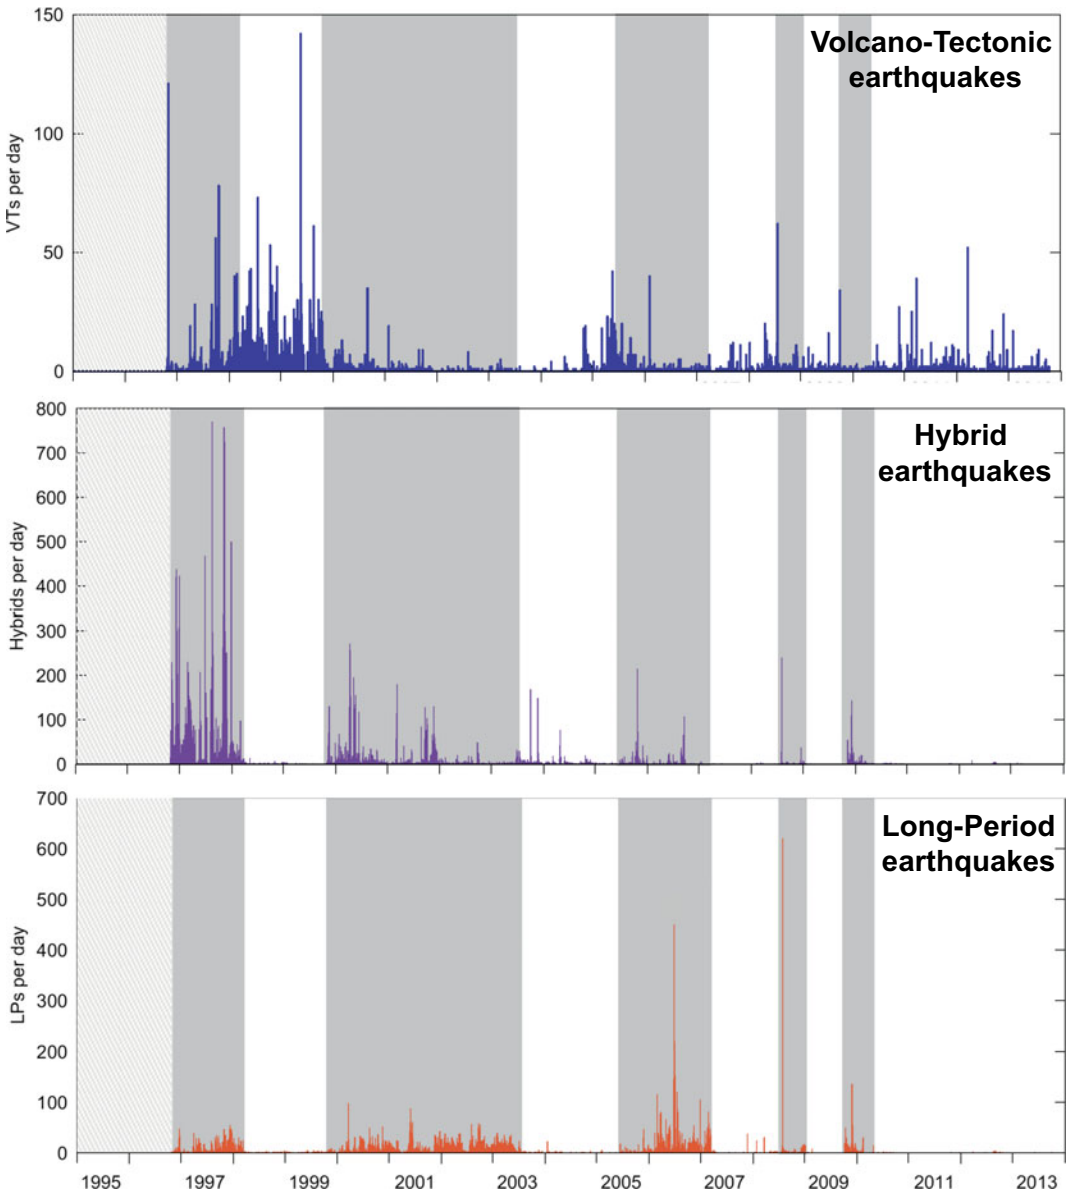 150
Volcano-Tectonic
earthquakes
100
VTs per day
50
0
800
Hybrid
earthquakes
700
600
500
Hybrids per day
400
300
200
100
0
700
Long-Period
earthquakes
600
500
400
LPs per day
300
200
100
0
1995 1997 1999 2001 2003 2005 2007 2009 2011 2013